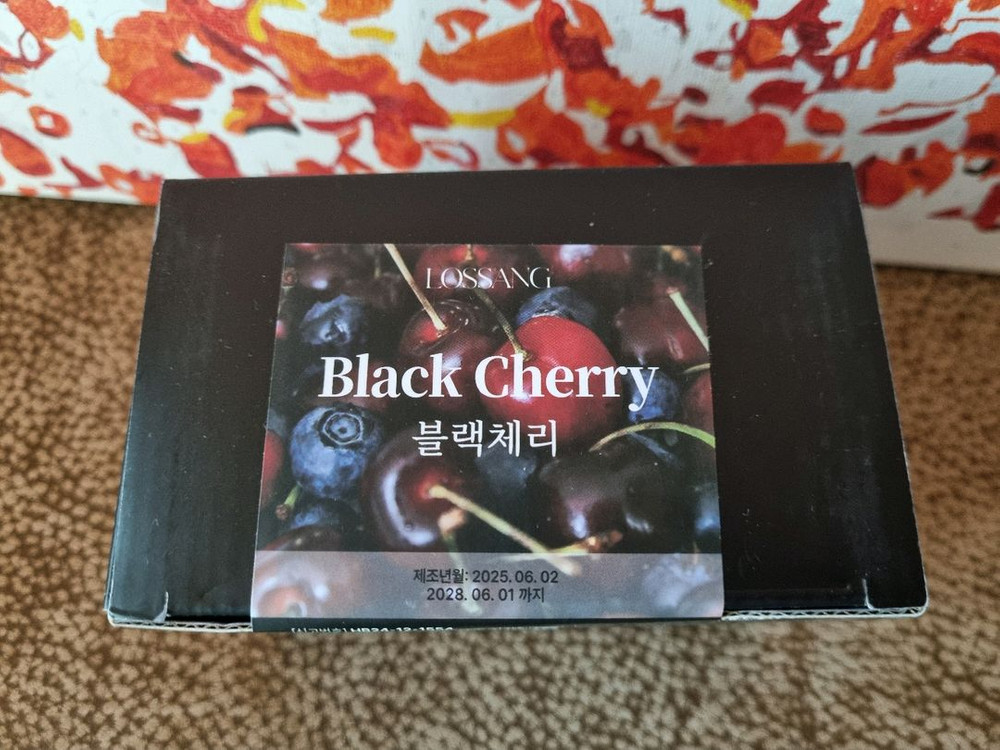 LOSSANG
Black Cherry
블랙체리
제조년월: 2025. 06. 02
2028. 06. 01 까지